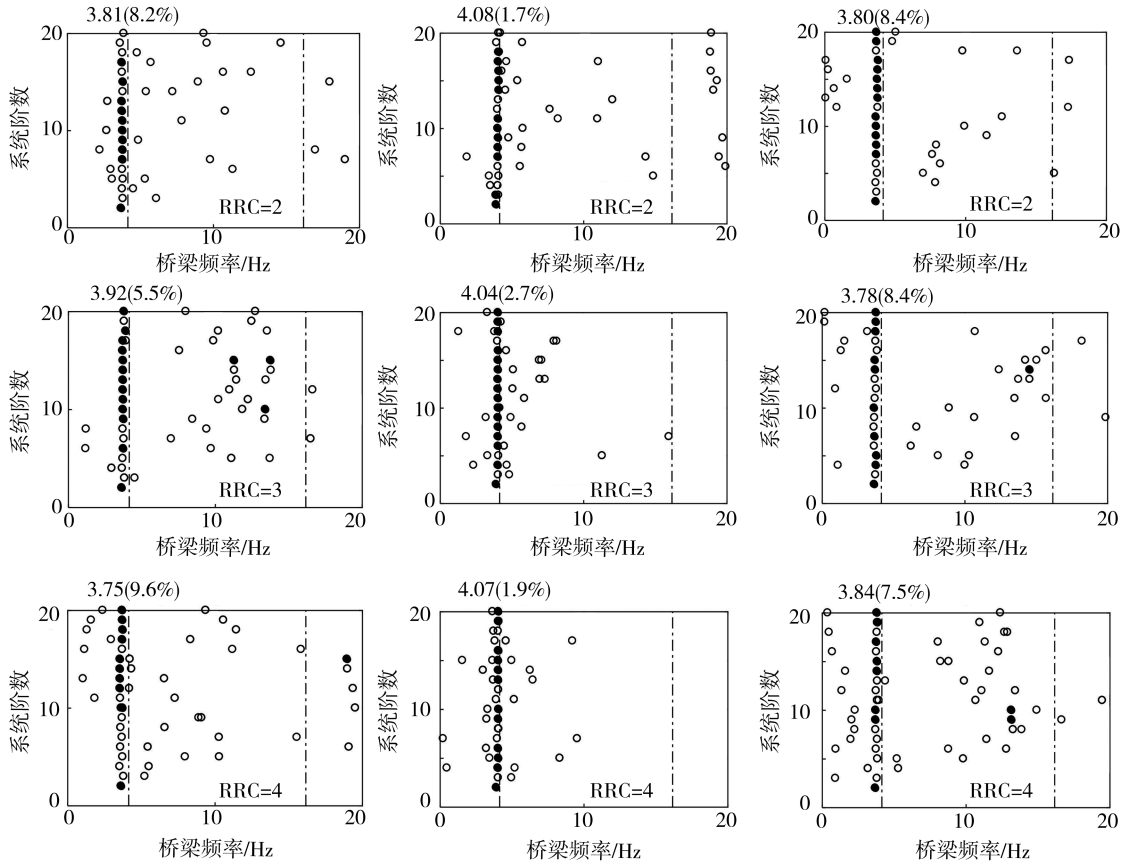 3.81(8.2%)
20
10
0
系统阶数
RRC=2
0 10 20
桥梁频率/Hz
4.08(1.7%)
20
10
0
系统阶数
RRC=2
0 10 20
桥梁频率/Hz
3.80(8.4%)
20
10
0
系统阶数
RRC=2
0 10 20
桥梁频率/Hz
3.92(5.5%)
20
10
0
系统阶数
RRC=3
0 10 20
桥梁频率/Hz
4.04(2.7%)
20
10
0
系统阶数
RRC=3
0 10 20
桥梁频率/Hz
3.78(8.4%)
20
10
0
系统阶数
RRC=3
0 10 20
桥梁频率/Hz
3.75(9.6%)
20
10
0
系统阶数
RRC=4
0 10 20
桥梁频率/Hz
4.07(1.9%)
20
10
0
系统阶数
RRC=4
0 10 20
桥梁频率/Hz
3.84(7.5%)
20
10
0
系统阶数
RRC=4
0 10 20
桥梁频率/Hz